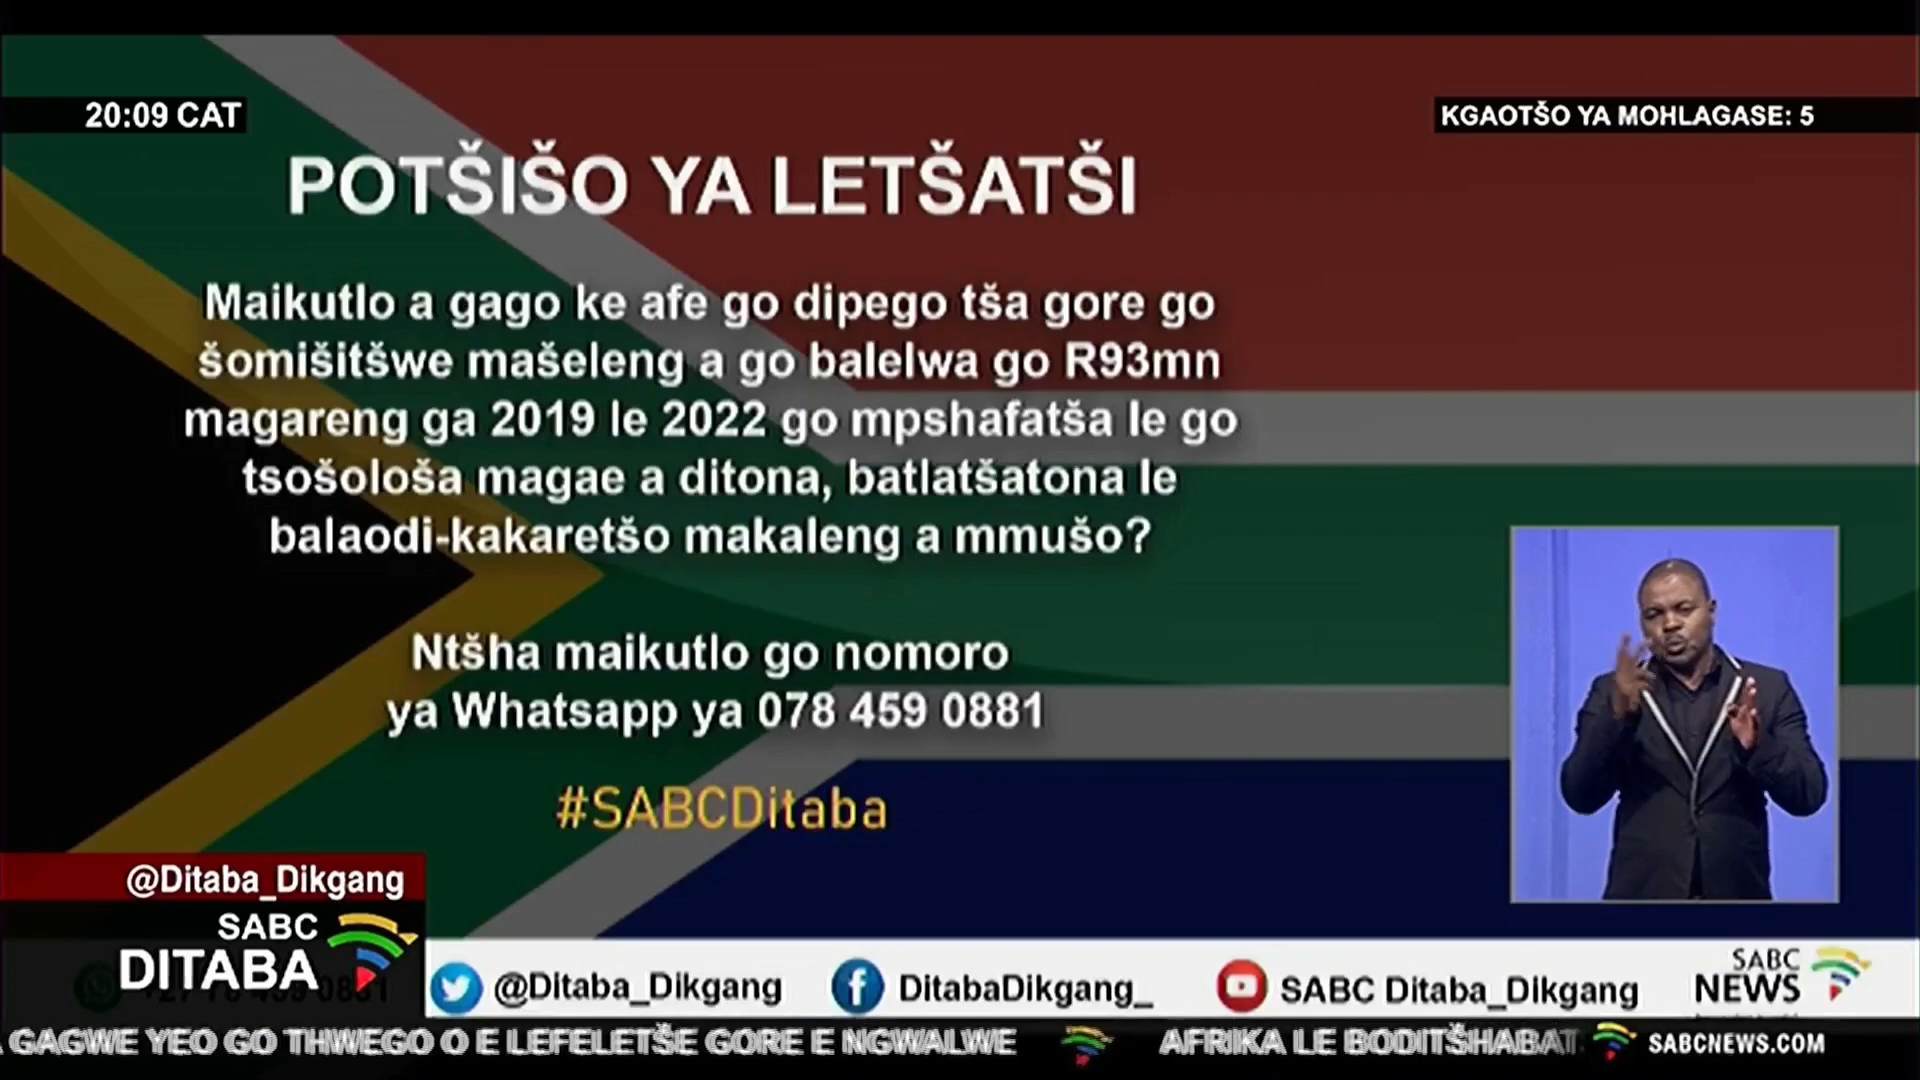 20:09 CAT
KGAOTŠO YA MOHLAGASE: 5
POTŠIŠO YA LETŠATŠI
Maikutlo a gago ke afe go dipego tša gore go
šomišitšwe mašeleng a go balelwa go R93mn
magareng ga 2019 le 2022 go mpshafatša le go
tsošološa magae a ditona, batlatšatona le
balaodi-kakaretšo makaleng a mmušo?
Ntšha maikutlo go nomoro
ya Whatsapp ya 078 459 0881
#SABCDitaba
@Ditaba_Dikgang
SABC
DITABA
@Ditaba_Dikgang
DitabaDikgang_
SABC Ditaba_Dikgang
SABC
NEWS
GAGWE YEO GO THWEGO O E LEFELETŠE GORE E NGWALWE
AFRIKA LE
SABCNEWS.COM